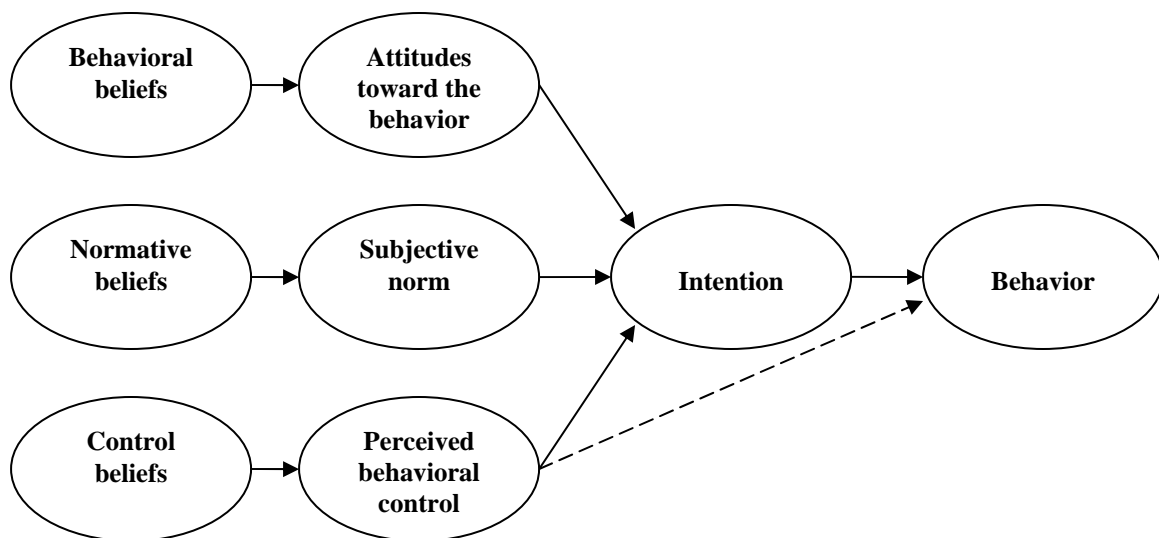 Behavioral
beliefs
Attitudes
toward the
behavior
Normative
beliefs
Subjective
norm
Intention
Behavior
Control
beliefs
Perceived
behavioral
control